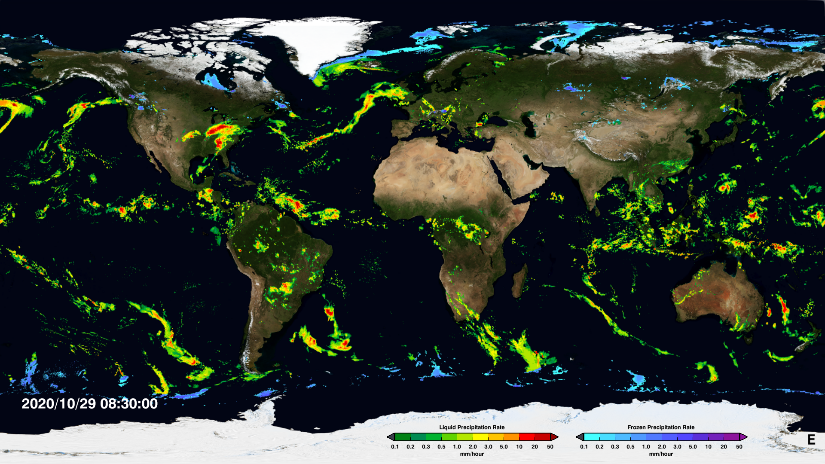 2020/10/29 08:30:00
Liquid Precipitation Rate
0.1 0.2 0.3 0.5 1.0 2.0 3.0 5.0 10 20 50
mm/hour
Frozen Precipitation Rate
0.1 0.2 0.3 0.5 1.0 2.0 3.0 5.0 10 20 50
mm/hour
E